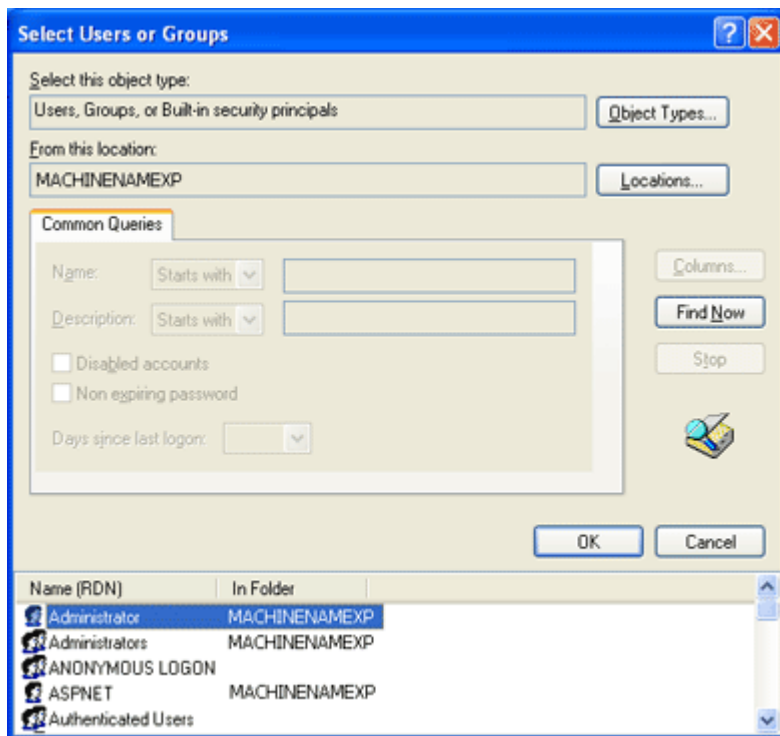 Select Users or Groups
Select this object type:
Users, Groups, or Built-in security principals
Object Types...
From this location:
MACHINENAMEXP
Locations...
Common Queries
Name:
Starts with
Columns...
Description:
Starts with
Find Now
Disabled accounts
Stop
Non expiring password
Days since last logon:
OK
Cancel
Name (RDN) In Folder
Administrator MACHINENAMEXP
Administrators MACHINENAMEXP
ANONYMOUS LOGON
ASPNET MACHINENAMEXP
Authenticated Users